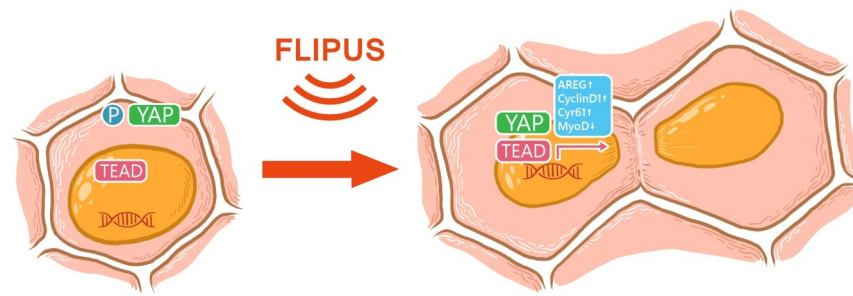 FLIPUS
P YAP
TEAD
AREG↑
CyclinD1↑
Cyr61↑
MyoD↓
YAP
TEAD